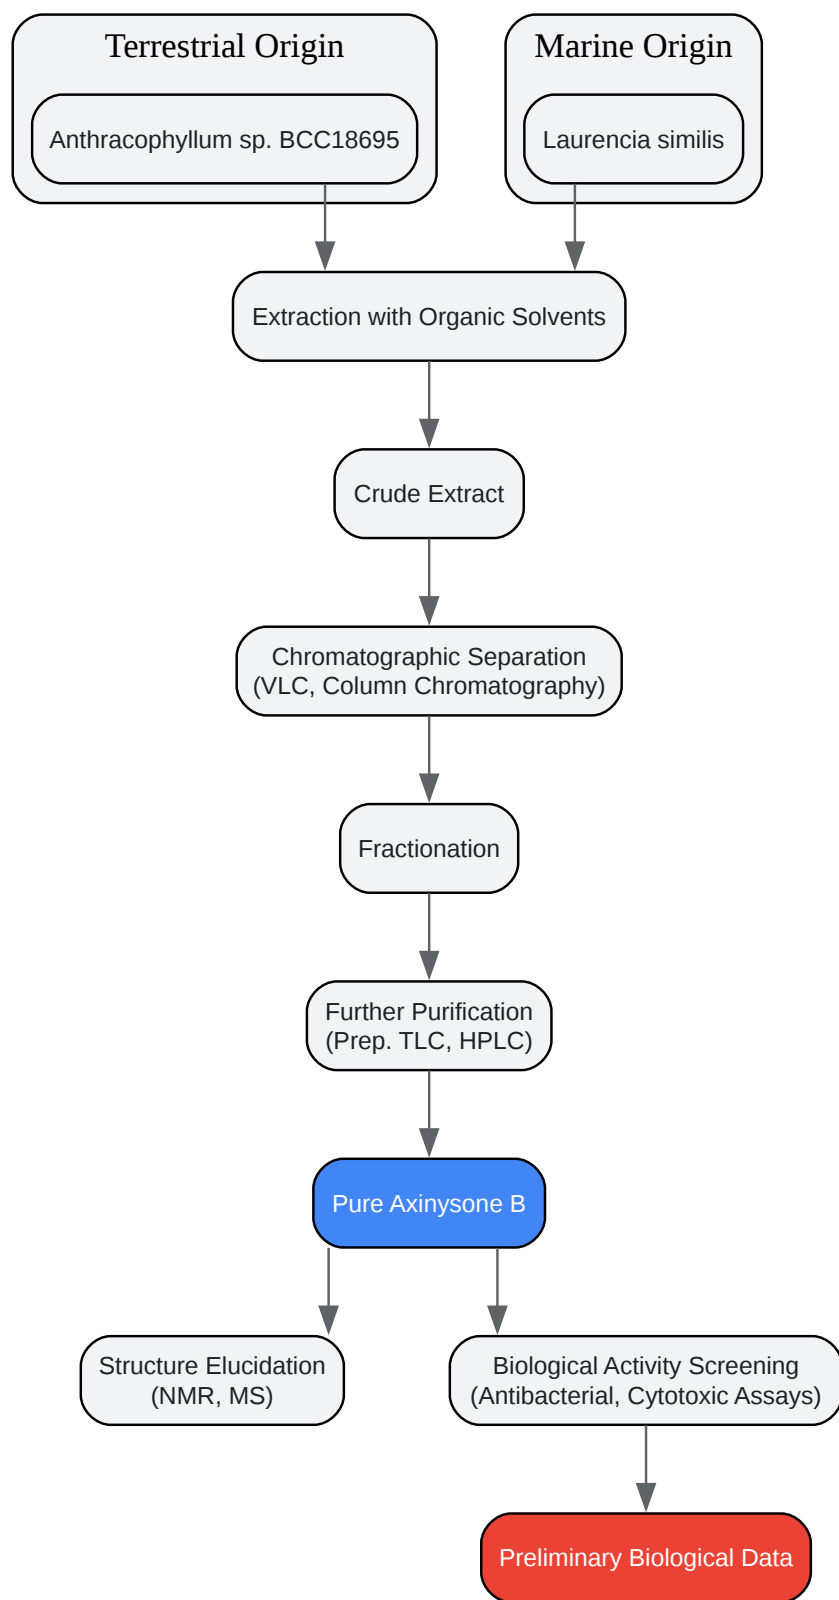 Terrestrial Origin
Marine Origin
Anthracophyllum sp. BCC18695
Laurencia similis
Extraction with Organic Solvents
Crude Extract
Chromatographic Separation
(VLC, Column Chromatography)
Fractionation
Further Purification
(Prep. TLC, HPLC)
Pure Axinysone B
Structure Elucidation
(NMR, MS)
Biological Activity Screening
(Antibacterial, Cytotoxic Assays)
Preliminary Biological Data